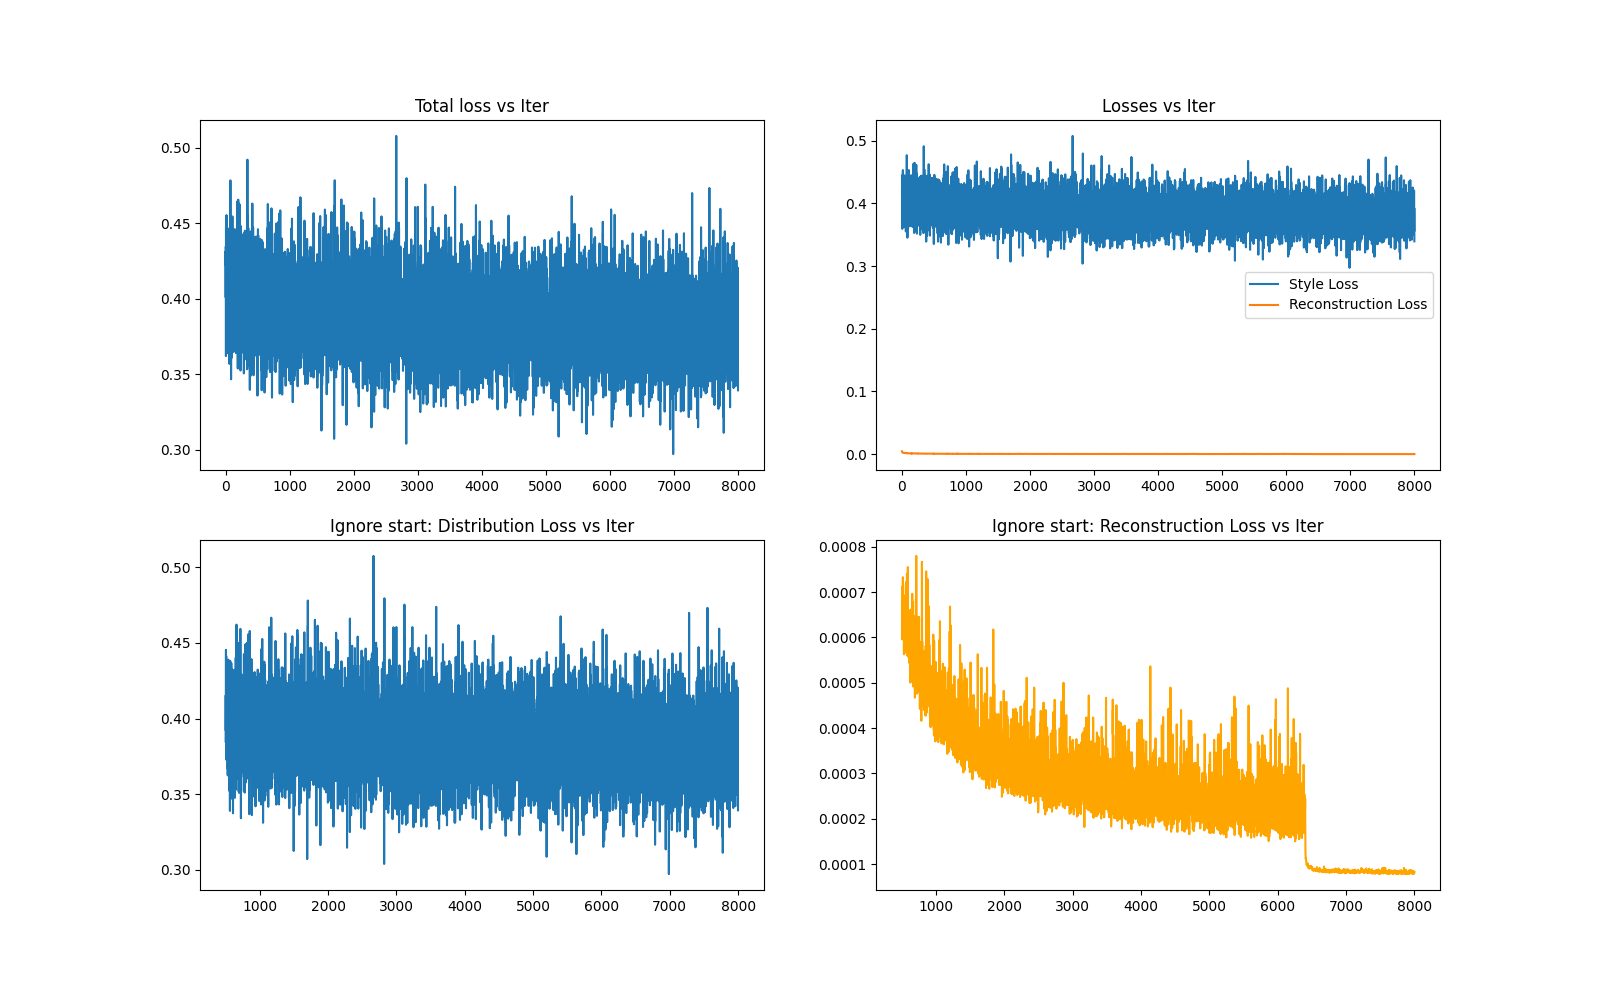 Total loss vs Iter
0.50
0.45
0.40
0.35
0.30
0 1000 2000 3000 4000 5000 6000 7000 8000
Losses vs Iter
0.5
0.4
0.3
0.2
0.1
0.0
Style Loss
Reconstruction Loss
0 1000 2000 3000 4000 5000 6000 7000 8000
Ignore start: Distribution Loss vs Iter
0.50
0.45
0.40
0.35
0.30
1000 2000 3000 4000 5000 6000 7000 8000
Ignore start: Reconstruction Loss vs Iter
0.0008
0.0007
0.0006
0.0005
0.0004
0.0003
0.0002
0.0001
1000 2000 3000 4000 5000 6000 7000 8000